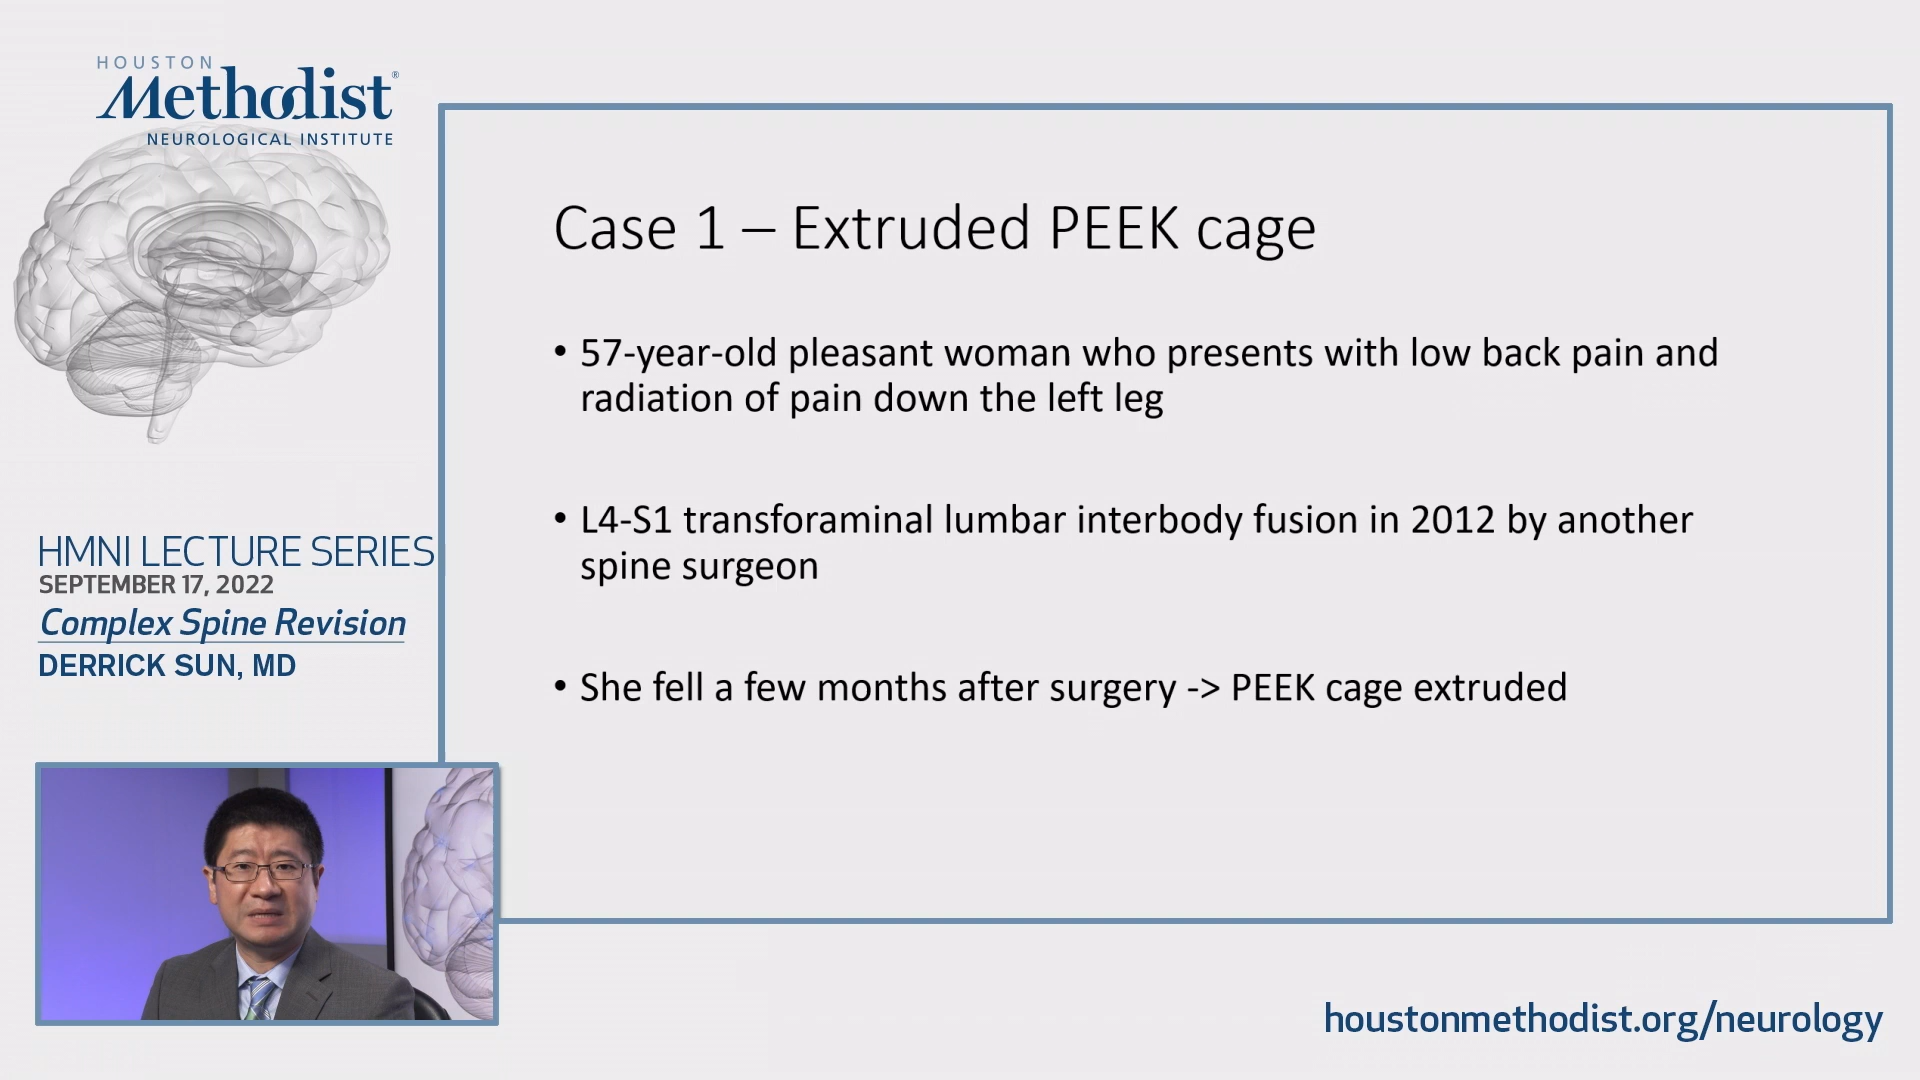 HOUSTON
Methodist®
NEUROLOGICAL INSTITUTE
HMNI LECTURE SERIES
SEPTEMBER 17, 2022
Complex Spine Revision
DERRICK SUN, MD
Case 1 – Extruded PEEK cage
• 57-year-old pleasant woman who presents with low back pain and
radiation of pain down the left leg
• L4-S1 transforaminal lumbar interbody fusion in 2012 by another
spine surgeon
• She fell a few months after surgery -> PEEK cage extruded
houstonmethodist.org/neurology